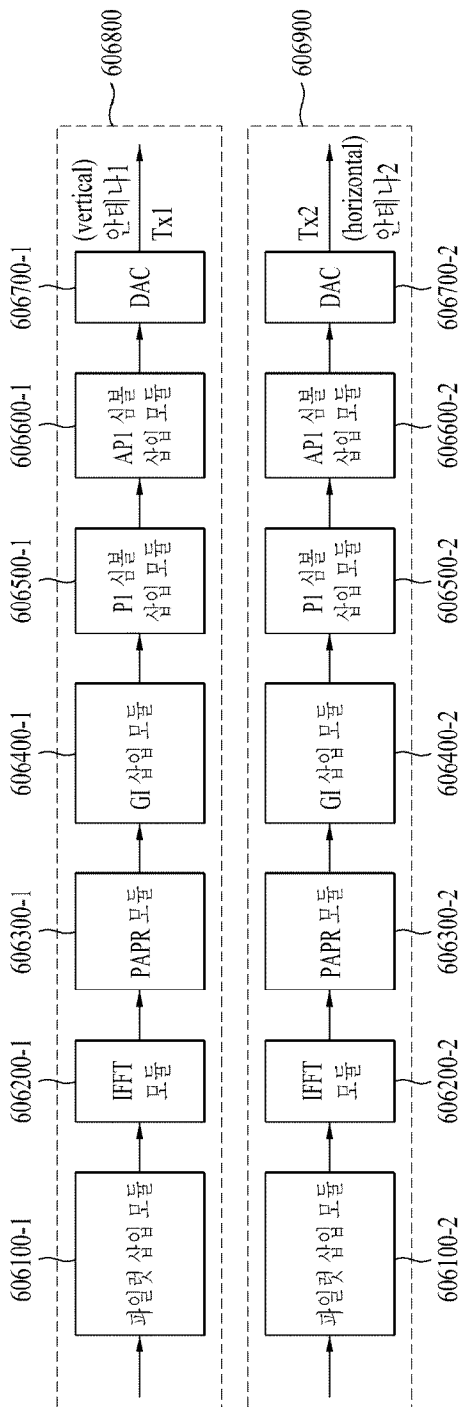 606100-1
606200-1
606300-1
606400-1
606500-1
606600-1
606700-1
606800
파일럿 삽입 모듈
IFFT
모듈
PAPR 모듈
GI 삽입 모듈
P1 심볼
삽입 모듈
AP1 심볼
삽입 모듈
DAC
(vertical)
안테나1
Tx1
606900
파일럿 삽입 모듈
IFFT
모듈
PAPR 모듈
GI 삽입 모듈
P1 심볼
삽입 모듈
AP1 심볼
삽입 모듈
DAC
Tx2
(horizontal)
안테나2
606100-2
606200-2
606300-2
606400-2
606500-2
606600-2
606700-2